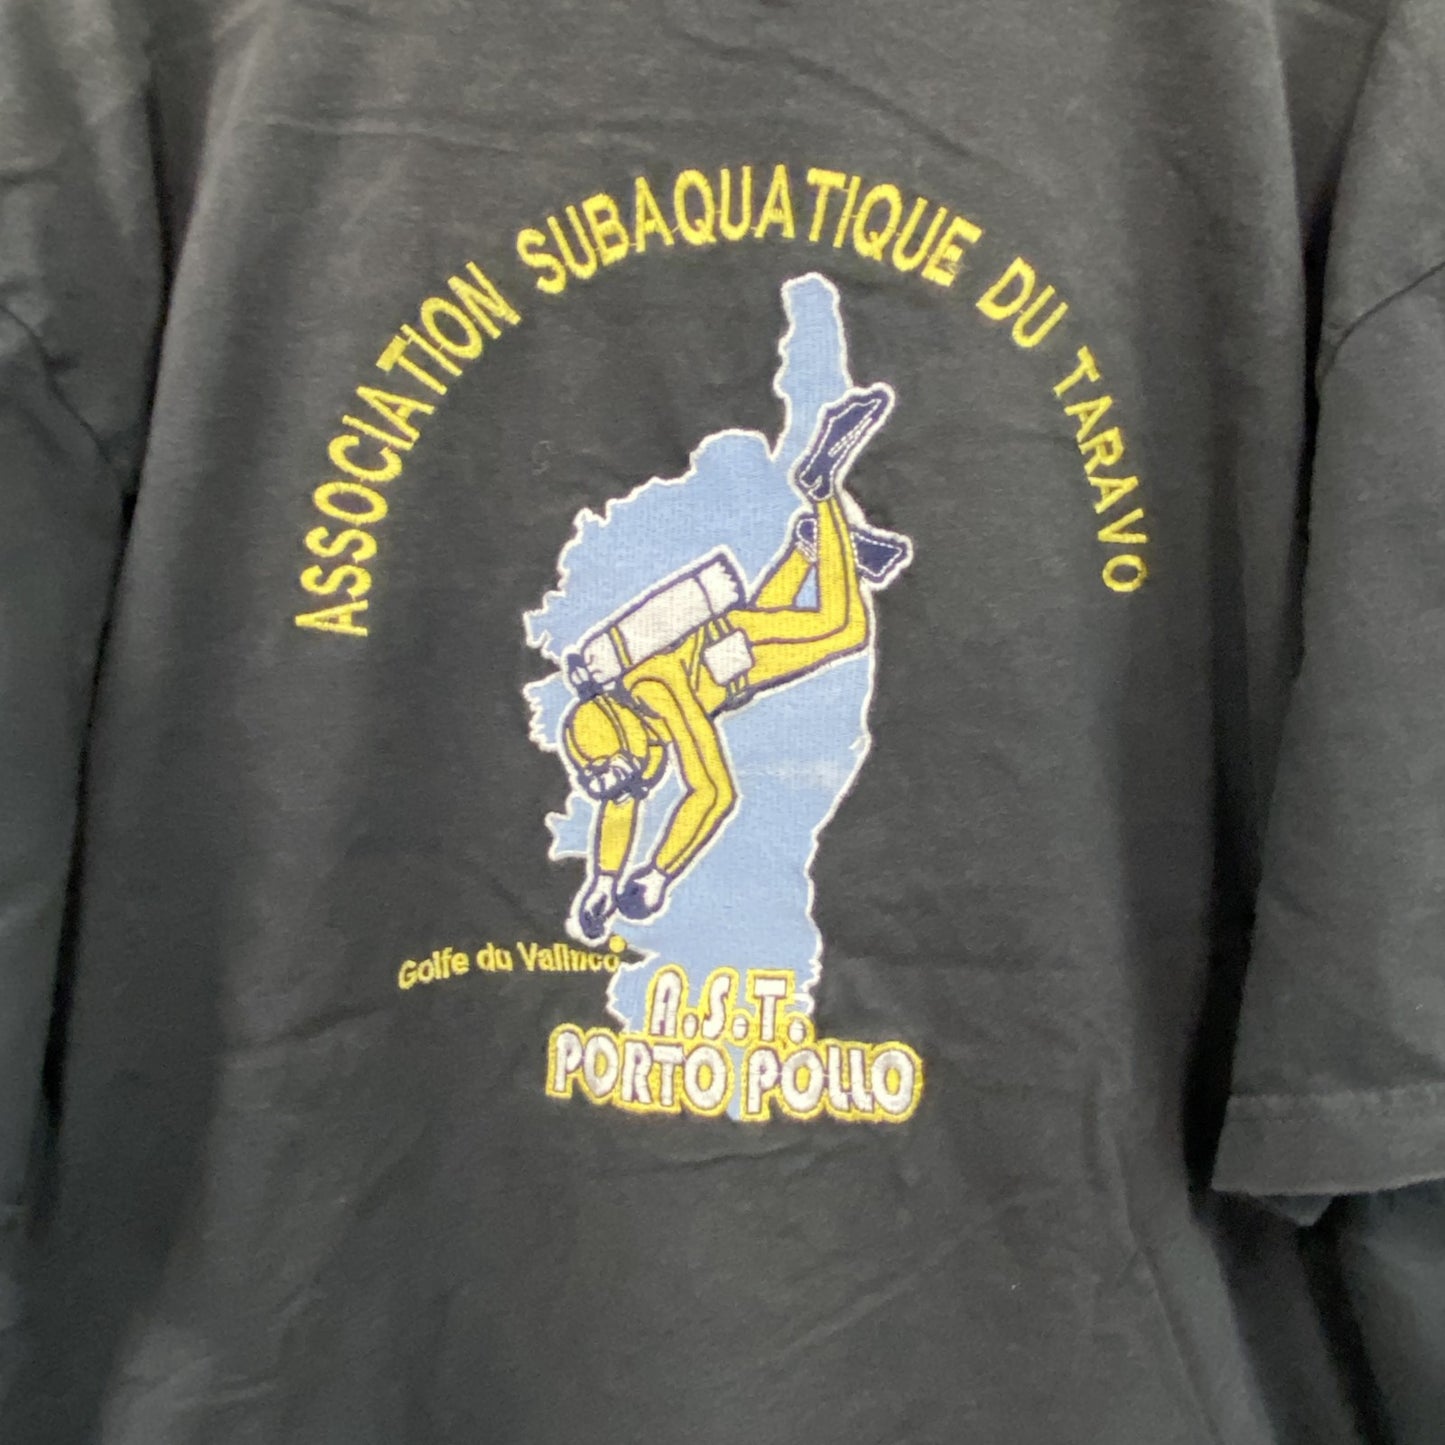 ASSOCIATION SUBAQUATIQUE DU TARAVO
Golfe du Valinco
A.S.T.
PORTO POLLO